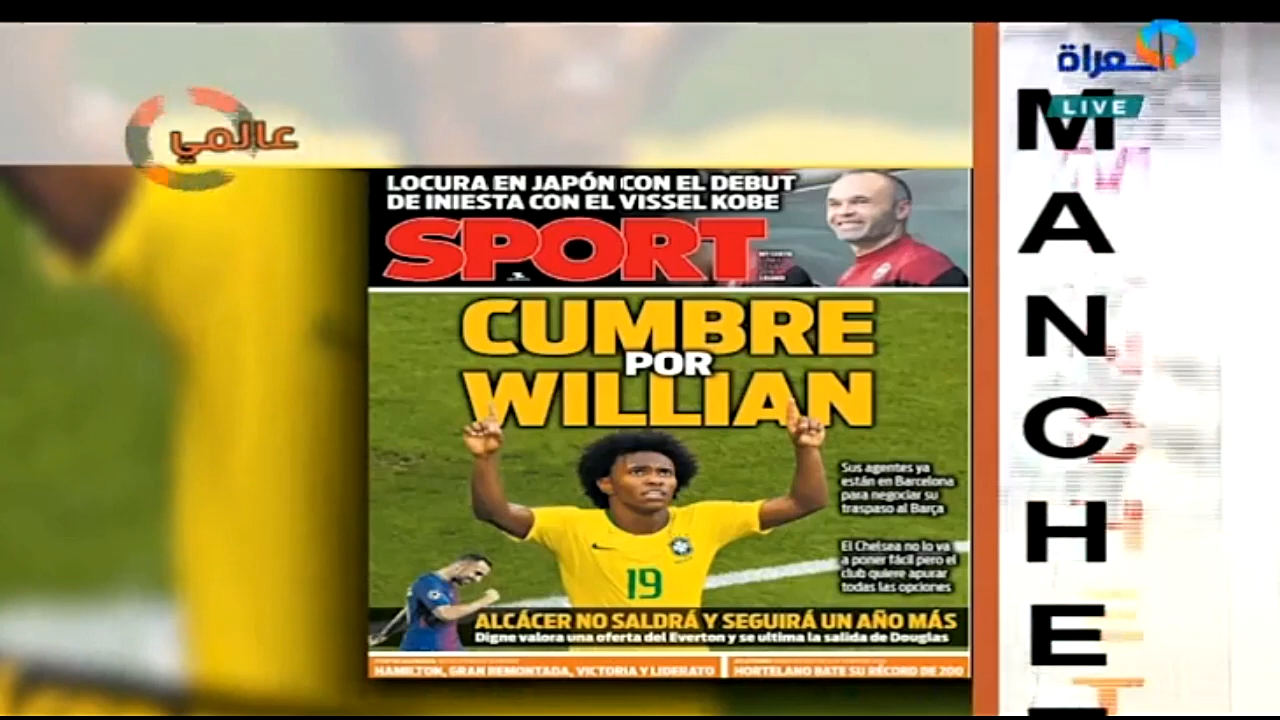 عالمي
LIVE
LOCURA EN JAPÓN CON EL DEBUT
DE INIESTA CON EL VISSEL KOBE
SPORT
CUMBRE
POR
WILLIAN
Sus agentes ya
están en Barcelona
para negociar su
traspaso al Barça
El Chelsea no lo va
a poner fácil pero el
club quiere apurar
todas las opciones
19
ALCÁCER NO SALDRÁ Y SEGUIRÁ UN AÑO MÁS
Digne valora una oferta del Everton y se ultima la salida de Douglas
HAMILTON, GRAN REMONTADA, VICTORIA Y LIDERATO
HORTELANO BATE SU RÉCORD DE 200
MANCHE